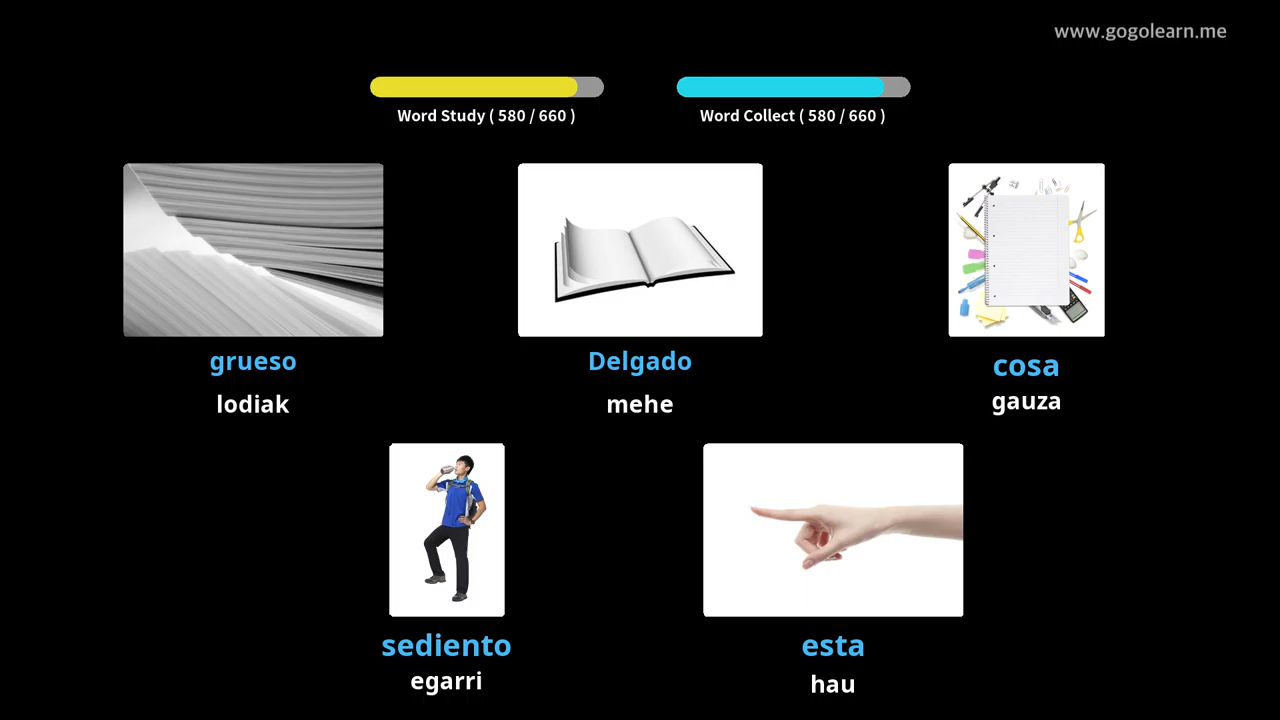 www.gogolearn.me
Word Study ( 580 / 660 )
Word Collect ( 580 / 660 )
grueso
lodiak
Delgado
mehe
cosa
gauza
sediento
egarri
esta
hau